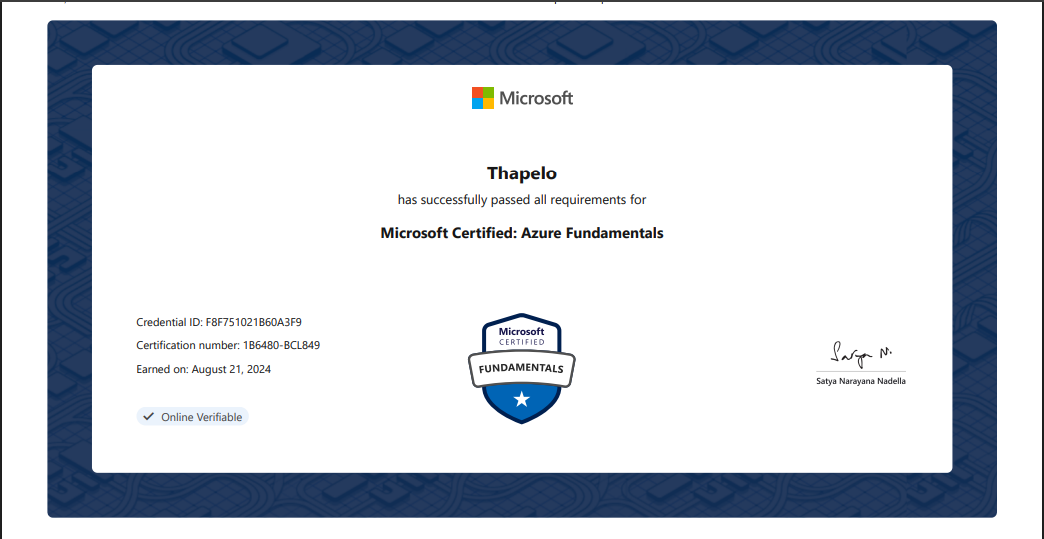 Microsoft
Thapelo
has successfully passed all requirements for
Microsoft Certified: Azure Fundamentals
Credential ID: F8F751021B60A3F9
Certification number: 1B6480-BCL849
Earned on: August 21, 2024
Online Verifiable
Microsoft
CERTIFIED
FUNDAMENTALS
Satya N.
Satya Narayana Nadella